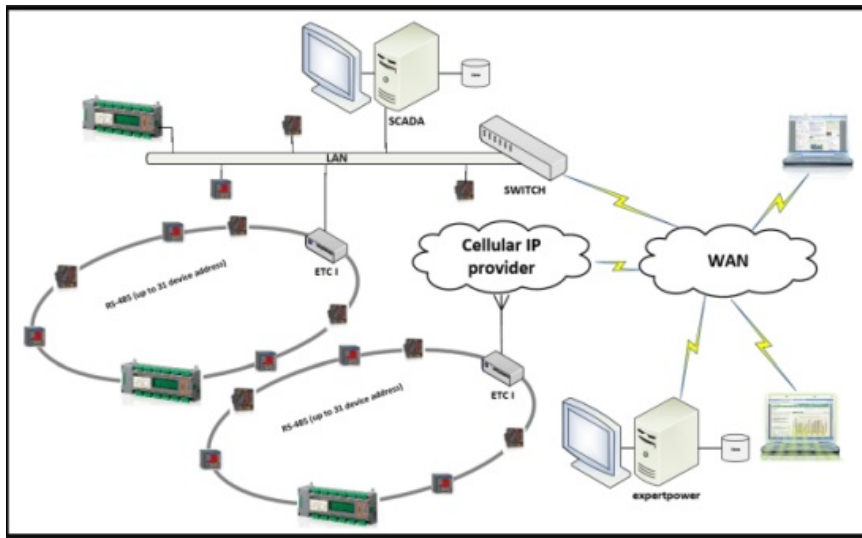 SCADA
LAN
SWITCH
ETC I
Cellular IP
provider
WAN
RS-485 (up to 31 device address)
ETC I
RS-485 (up to 31 device address)
expertpower